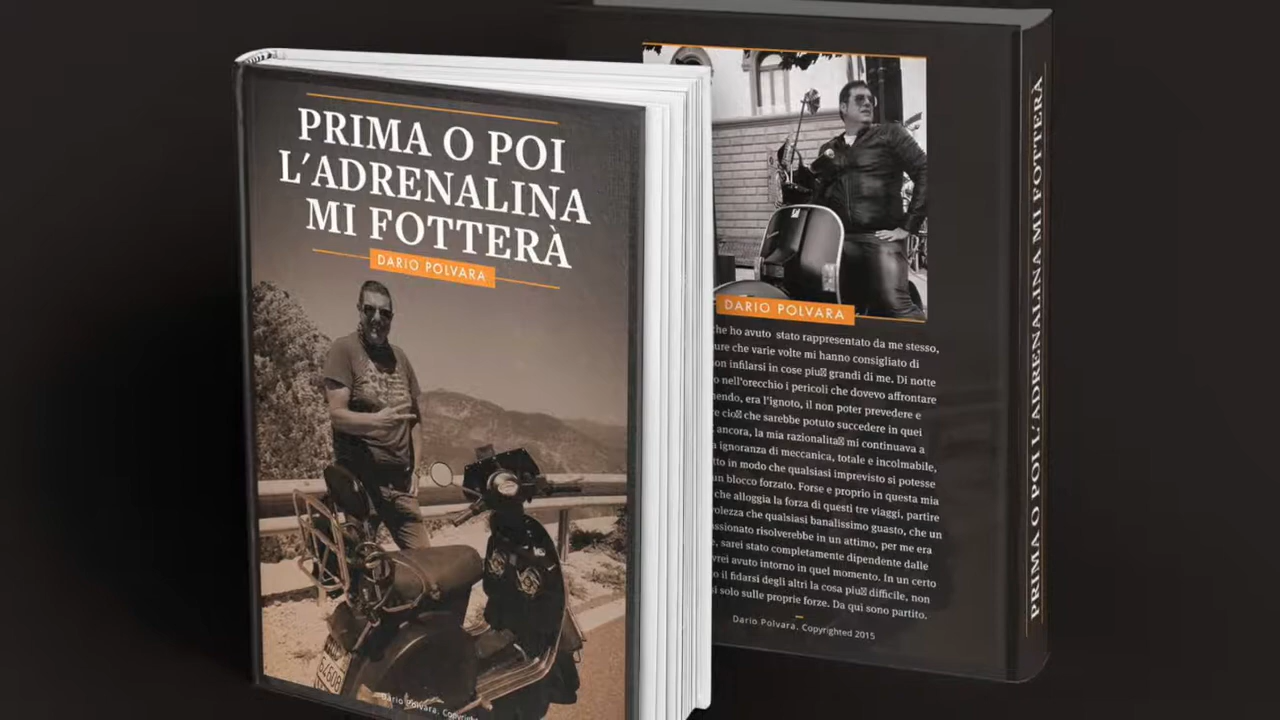 PRIMA O POI
L'ADRENALINA
MI FOTTERÀ
DARIO POLVARA
54608
Dario Polvara, Copyrighted
DARIO POLVARA
he ho avuto stato rappresentato da me stesso,
ure che varie volte mi hanno consigliato di
on infilarsi in cose piu☒ grandi di me. Di notte
o nell'orecchio i pericoli che dovevo affrontare
nendo, era l'ignoto, il non poter prevedere e
re cio☒ che sarebbe potuto succedere in quei
ancora, la mia razionalita☒ mi continuava a
a ignoranza di meccanica, totale e incolmabile,
tto in modo che qualsiasi imprevisto si potesse
un blocco forzato. Forse e proprio in questa mia
che alloggia la forza di questi tre viaggi, partire
volezza che qualsiasi banalissimo guasto, che un
ssionato risolverebbe in un attimo, per me era
e, sarei stato completamente dipendente dalle
vrei avuto intorno in quel momento. In un certo
o il fidarsi degli altri la cosa piu☒ difficile, non
i solo sulle proprie forze. Da qui sono partito.
Dario Polvara, Copyrighted 2015
PRIMA O POI L'ADRENALINA MI FOTTERÀ